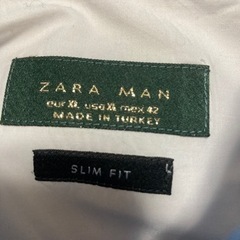 ZARA MAN
eur XL usa XL mex 42
MADE IN TURKEY
SLIM FIT